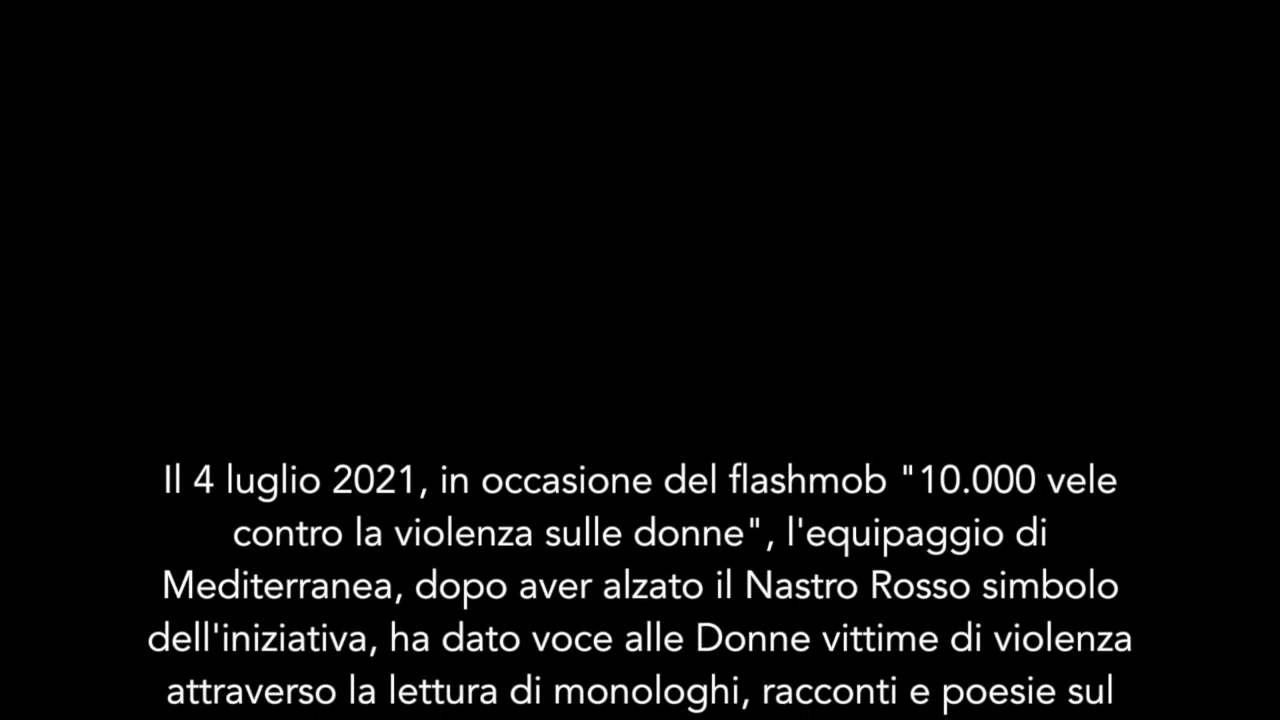 Il 4 luglio 2021, in occasione del flashmob "10.000 vele
contro la violenza sulle donne", l'equipaggio di
Mediterranea, dopo aver alzato il Nastro Rosso simbolo
dell'iniziativa, ha dato voce alle Donne vittime di violenza
attraverso la lettura di monologhi, racconti e poesie sul